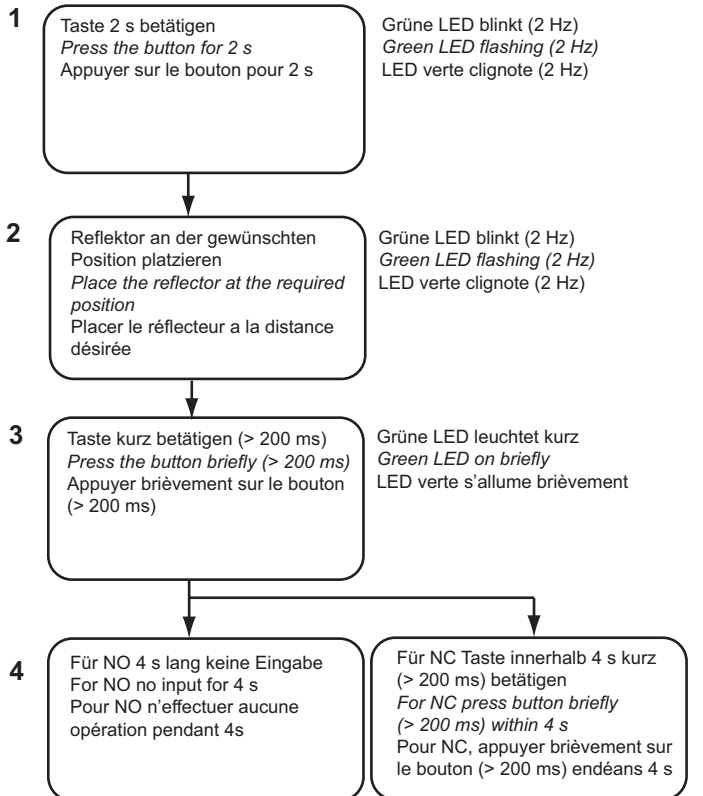 1
Taste 2 s betätigen
Press the button for 2 s
Appuyer sur le bouton pour 2 s
Grüne LED blinkt (2 Hz)
Green LED flashing (2 Hz)
LED verte clignote (2 Hz)
2
Reflektor an der gewünschten
Position platzieren
Place the reflector at the required
position
Placer le réflecteur a la distance
désirée
Grüne LED blinkt (2 Hz)
Green LED flashing (2 Hz)
LED verte clignote (2 Hz)
3
Taste kurz betätigen (> 200 ms)
Press the button briefly (> 200 ms)
Appuyer brièvement sur le bouton
(> 200 ms)
Grüne LED leuchtet kurz
Green LED on briefly
LED verte s’allume brièvement
4
Für NO 4 s lang keine Eingabe
For NO no input for 4 s
Pour NO n’effectuer aucune
opération pendant 4s
Für NC Taste innerhalb 4 s kurz
(> 200 ms) betätigen
For NC press button briefly
(> 200 ms) within 4 s
Pour NC, appuyer brièvement sur
le bouton (> 200 ms) endéans 4 s